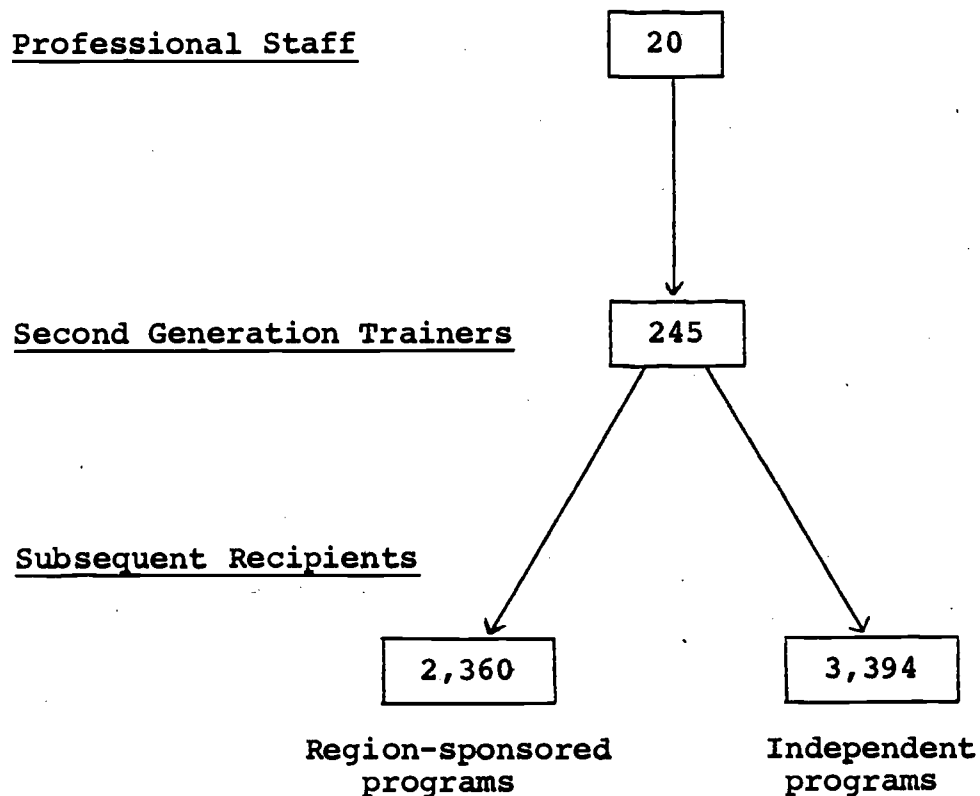 Professional Staff
20
Second Generation Trainers
245
Subsequent Recipients
2,360
3,394
Region-sponsored
programs
Independent
programs